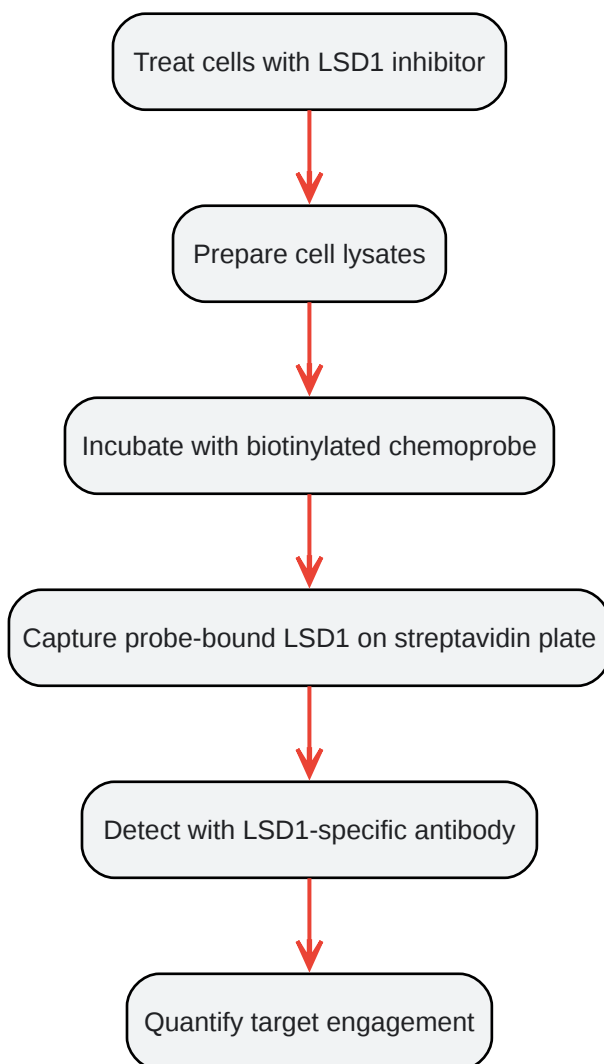 Treat cells with LSD1 inhibitor
Prepare cell lysates
Incubate with biotinylated chemoprobe
Capture probe-bound LSD1 on streptavidin plate
Detect with LSD1-specific antibody
Quantify target engagement